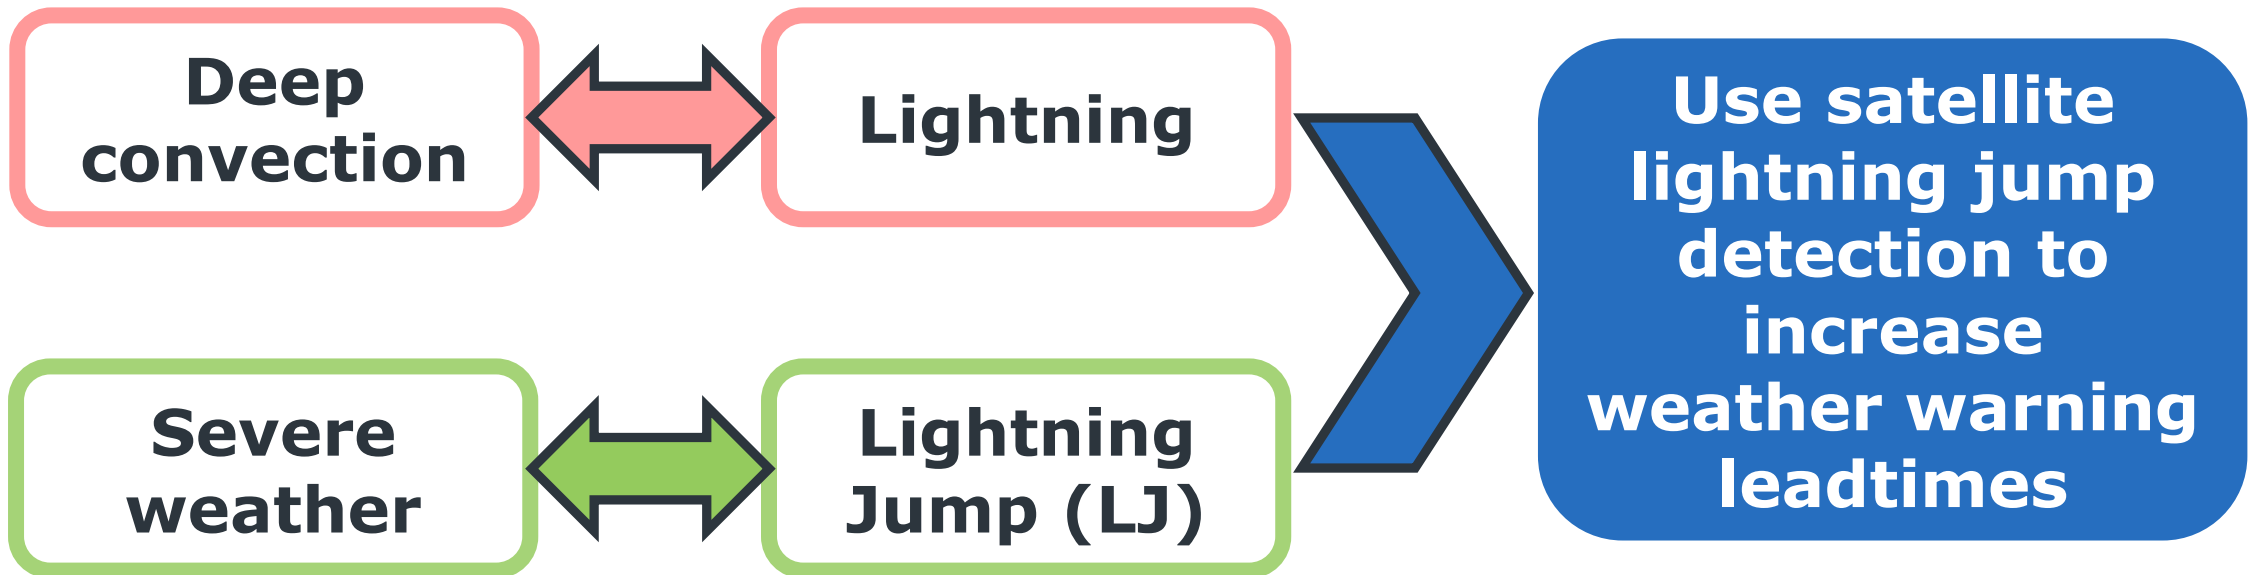 Deep
convection
Lightning
Severe
weather
Lightning
Jump (LJ)
Use satellite
lightning jump
detection to
increase
weather warning
leadtimes